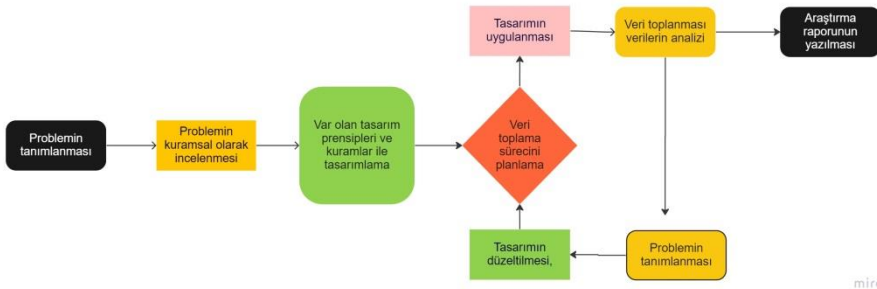 Problemin
tanımlanması
Problemin
kuramsal olarak
incelenmesi
Var olan tasarım
prensipleri ve
kuramlar ile
tasarımlama
Veri
toplama
sürecini
planlama
Tasarımın
uygulanması
Veri toplanması
verilerin analizi
Araştırma
raporunun
yazılması
Problemin
tanımlanması
Tasarımın
düzeltilmesi,